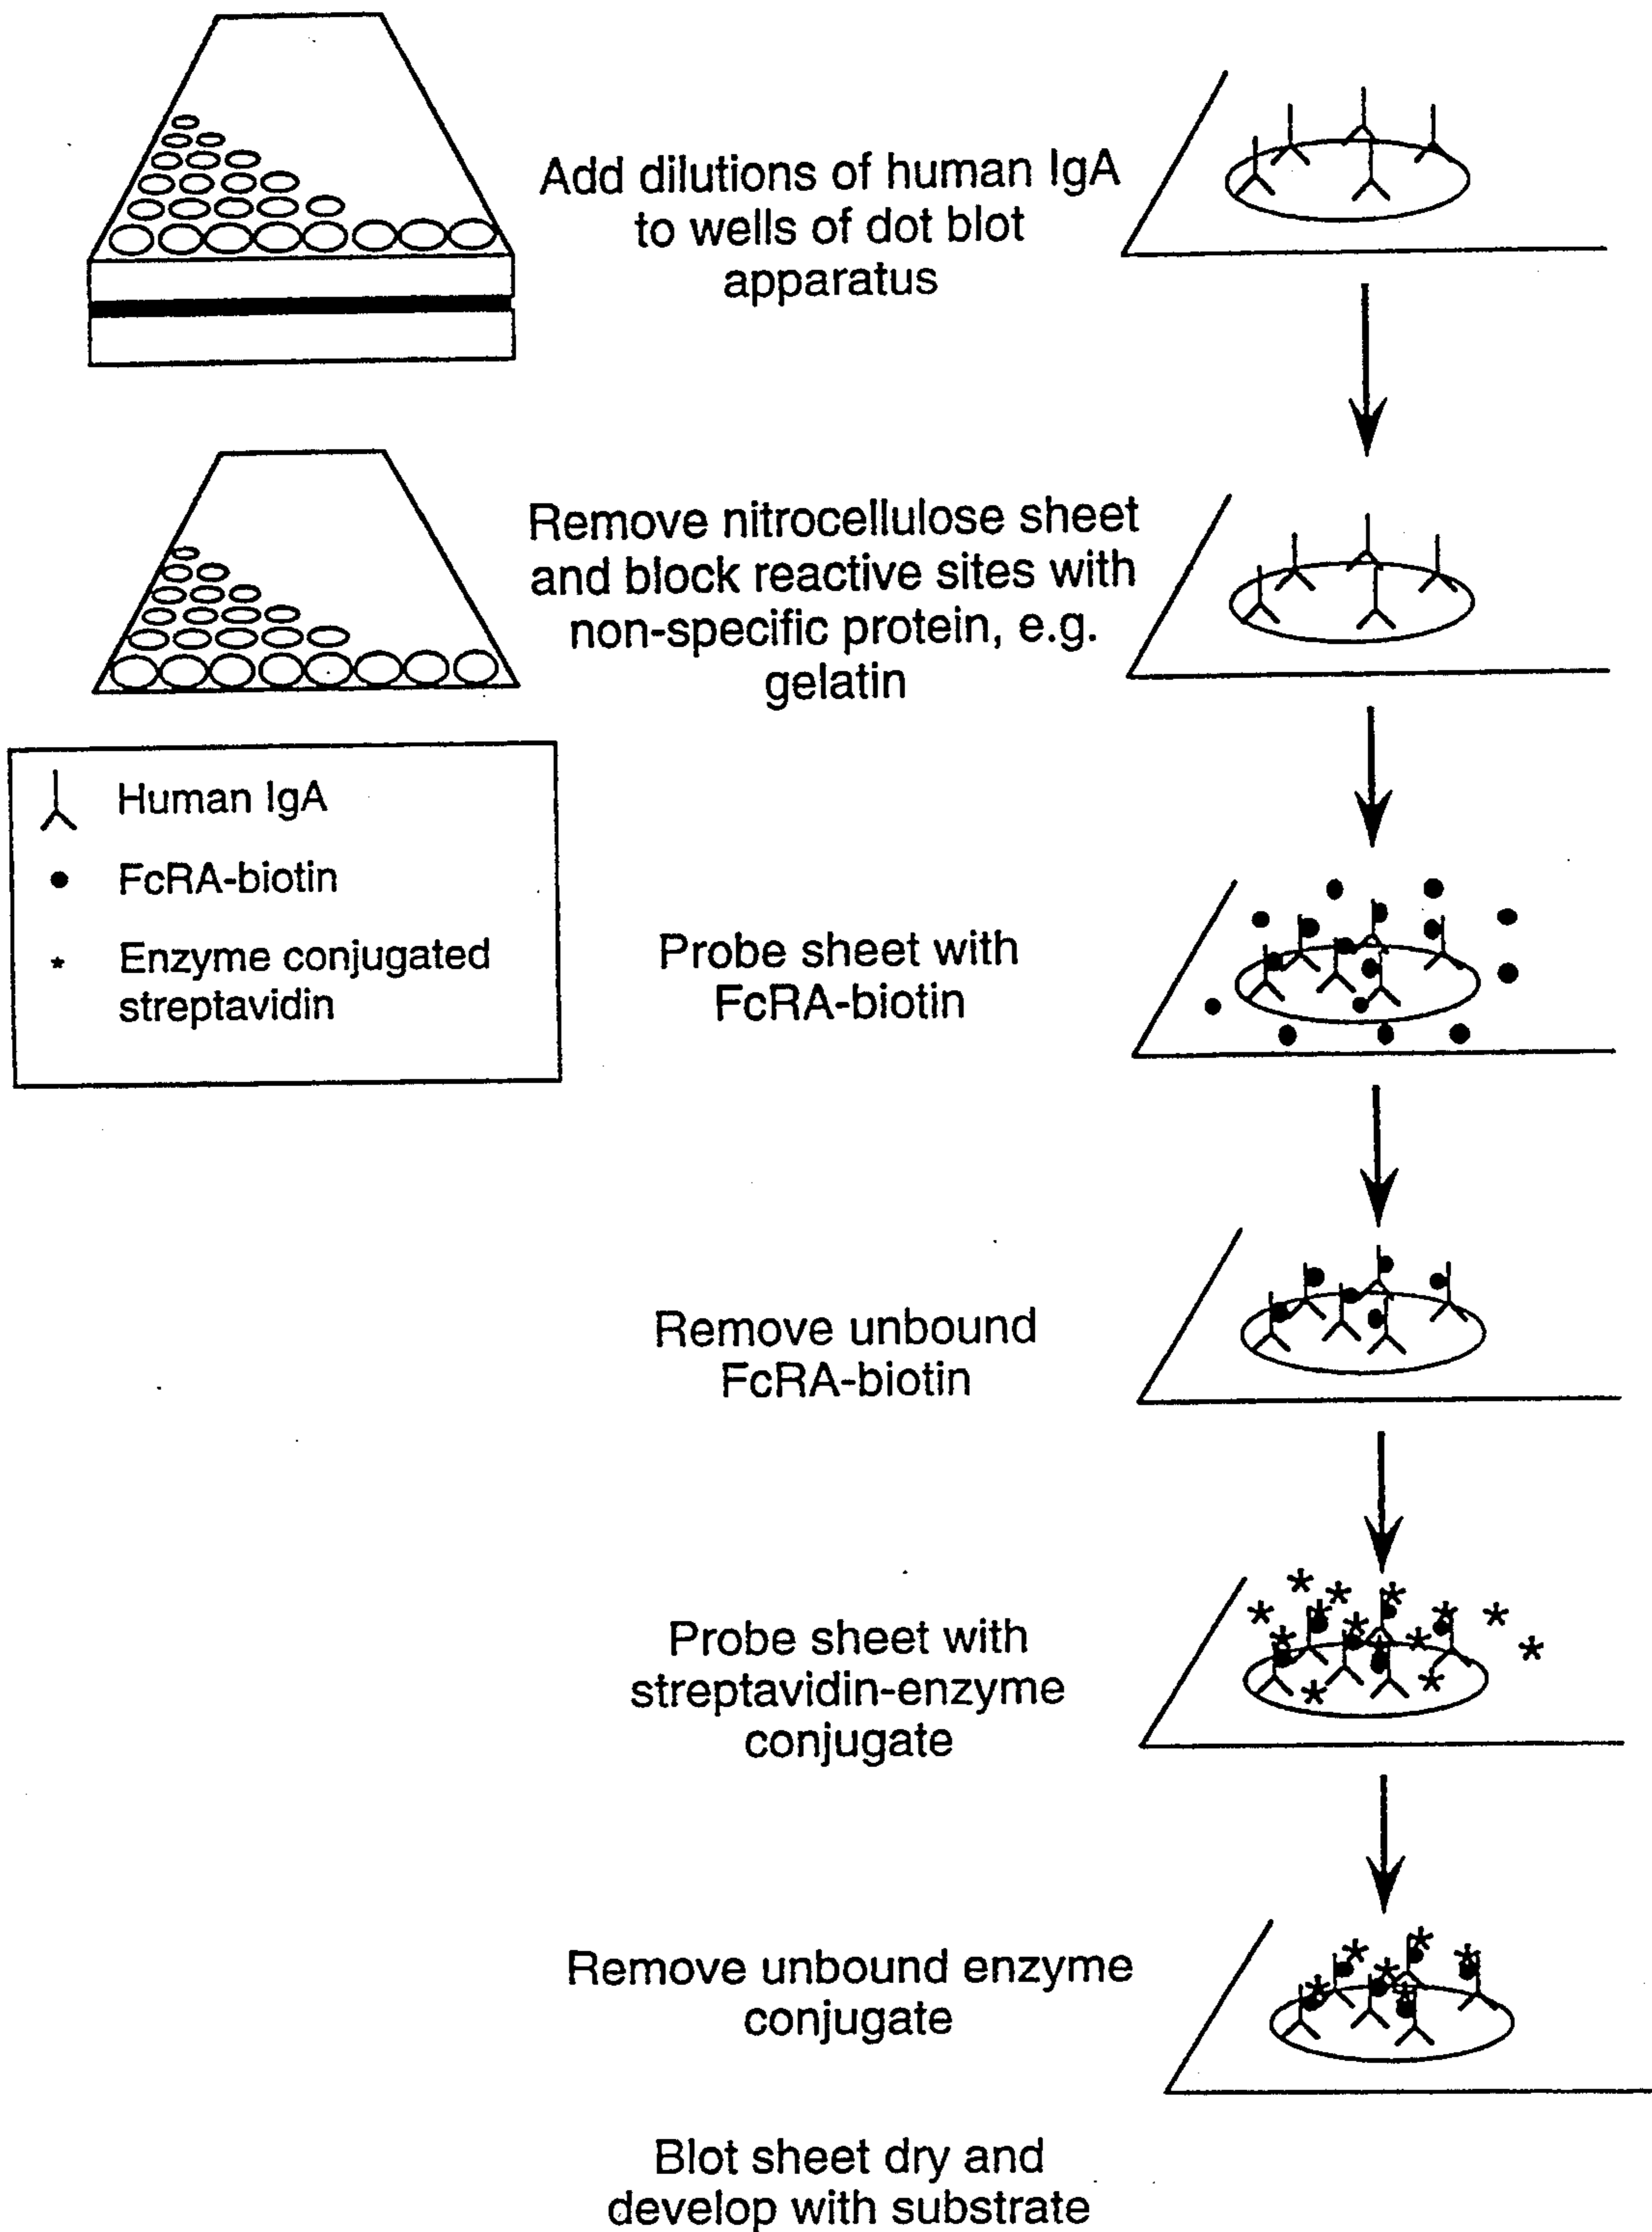 Add dilutions of human IgA
to wells of dot blot
apparatus
Remove nitrocellulose sheet
and block reactive sites with
non-specific protein, e.g.
gelatin
Human IgA
FcRA-biotin
Enzyme conjugated
streptavidin
Probe sheet with
FcRA-biotin
Remove unbound
FcRA-biotin
Probe sheet with
streptavidin-enzyme
conjugate
Remove unbound enzyme
conjugate
Blot sheet dry and
develop with substrate